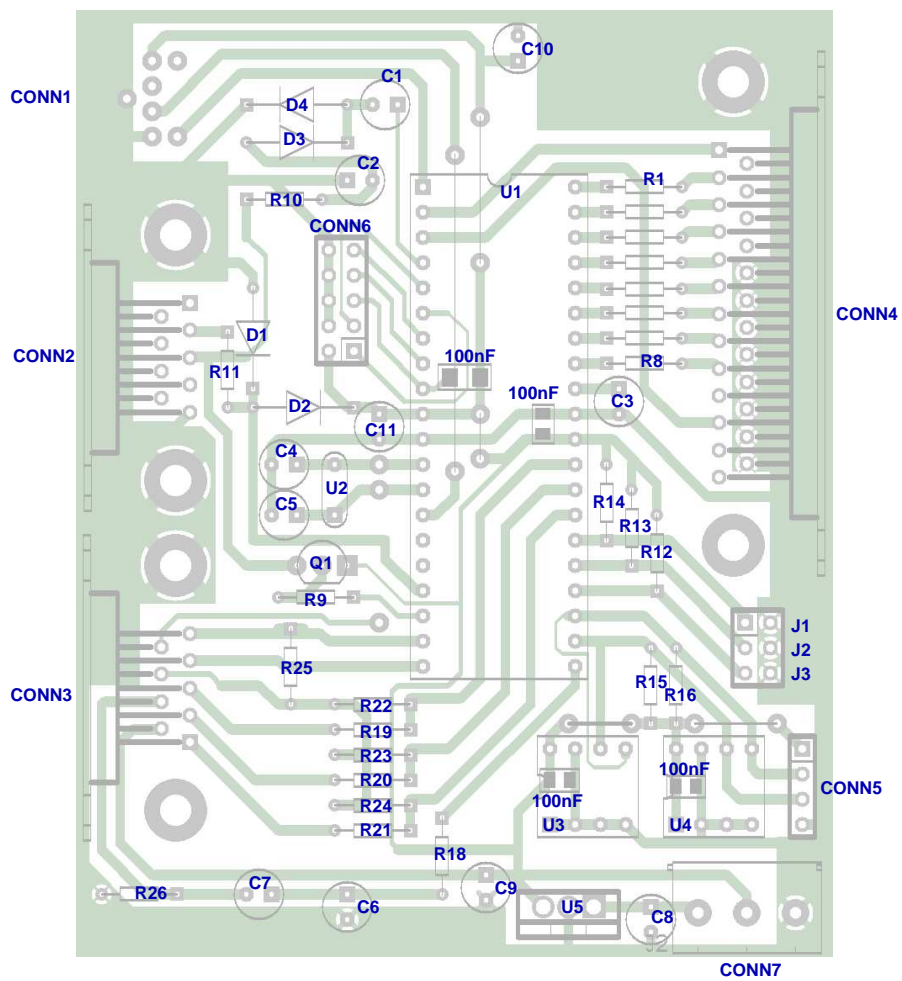 C10
CONN1
C1
D4
D3
C2
R1
U1
R10
CONN6
CONN4
D1
CONN2
R11
100nF
R8
100nF
D2
C3
C11
C4
U2
C5
R14
R13
R12
Q1
R9
J1
J2
J3
R25
CONN3
R15
R16
R22
R19
R23
100nF
R20
CONN5
100nF
R24
U3
U4
R21
R18
C7
C9
R26
C6
U5
C8
J2
CONN7